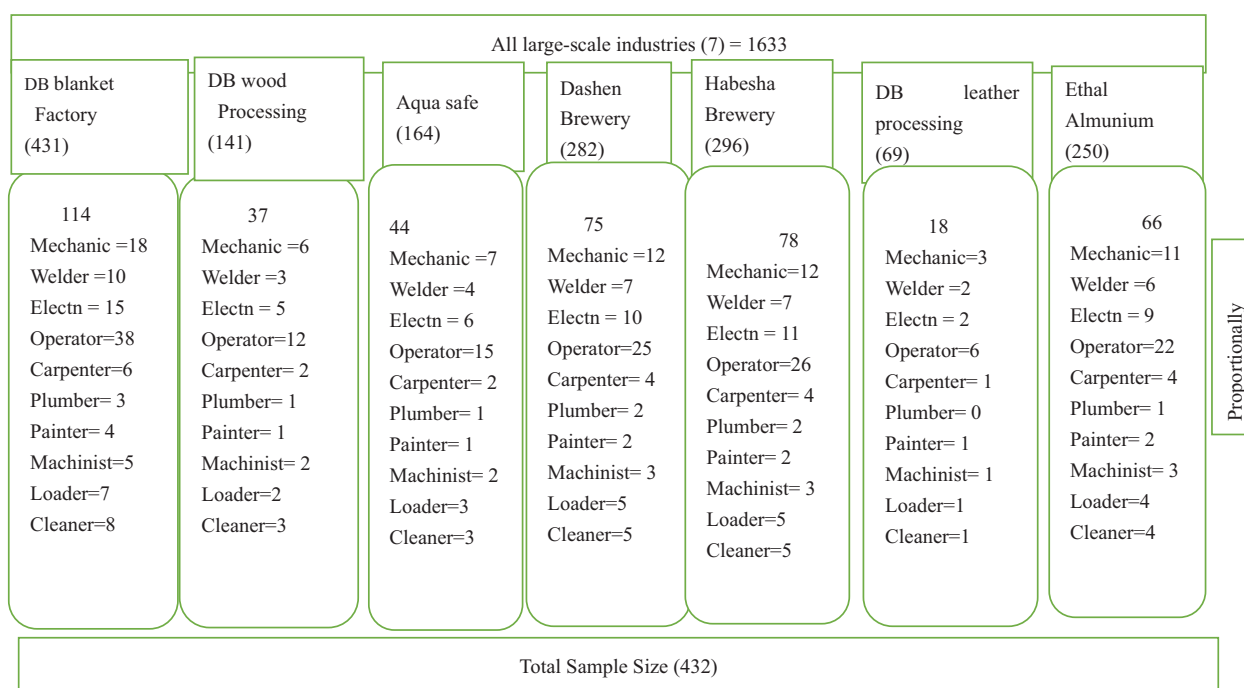 All large-scale industries (7) = 1633
DB blanket
Factory
(431)
DB wood
Processing
(141)
Aqua safe
(164)
Dashen
Brewery
(282)
Habesha
Brewery
(296)
DB leather
processing
(69)
Ethal
Almunium
(250)
114
Mechanic =18
Welder =10
Electn = 15
Operator=38
Carpenter=6
Plumber= 3
Painter= 4
Machinist=5
Loader=7
Cleaner=8
37
Mechanic =6
Welder =3
Electn = 5
Operator=12
Carpenter= 2
Plumber= 1
Painter= 1
Machinist= 2
Loader=2
Cleaner=3
44
Mechanic =7
Welder =4
Electn = 6
Operator=15
Carpenter= 2
Plumber= 1
Painter= 1
Machinist= 2
Loader=3
Cleaner=3
75
Mechanic =12
Welder =7
Electn = 10
Operator=25
Carpenter= 4
Plumber= 2
Painter= 2
Machinist= 3
Loader=5
Cleaner=5
78
Mechanic=12
Welder =7
Electn = 11
Operator=26
Carpenter= 4
Plumber= 2
Painter= 2
Machinist= 3
Loader=5
Cleaner=5
18
Mechanic=3
Welder =2
Electn = 2
Operator=6
Carpenter= 1
Plumber= 0
Painter= 1
Machinist= 1
Loader=1
Cleaner=1
66
Mechanic=11
Welder =6
Electn = 9
Operator=22
Carpenter= 4
Plumber= 1
Painter= 2
Machinist= 3
Loader=4
Cleaner=4
Proportionally
Total Sample Size (432)